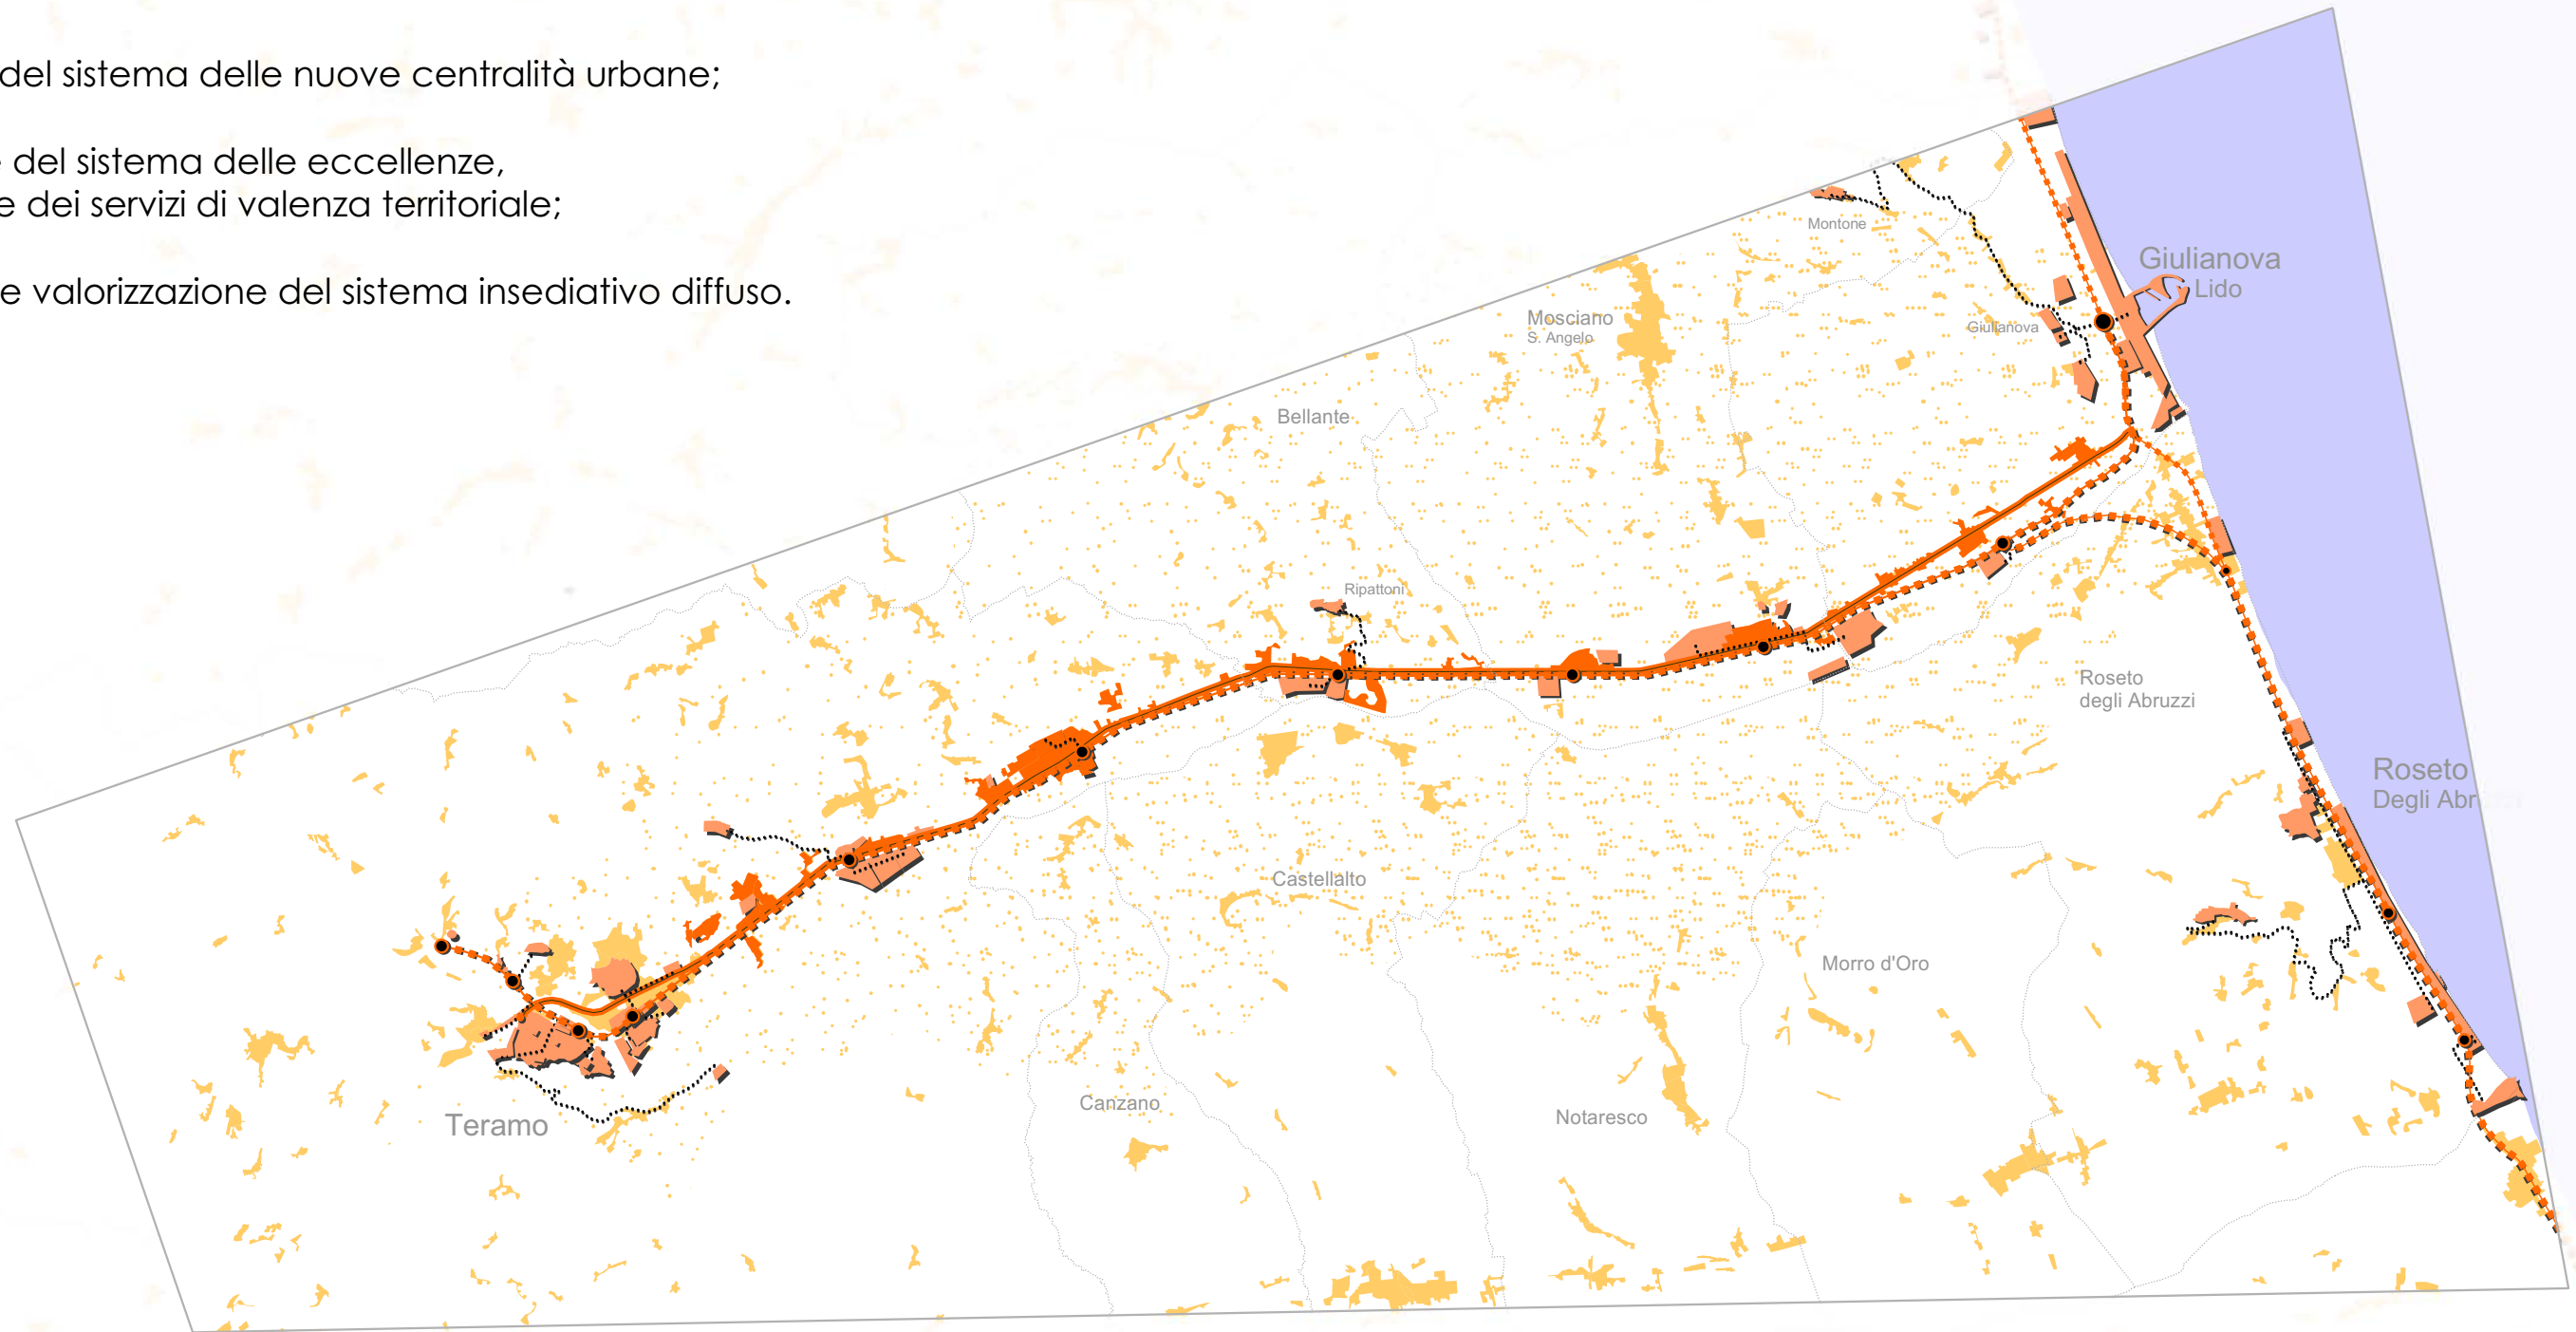 del sistema delle nuove centralità urbane;
del sistema delle eccellenze,
e dei servizi di valenza territoriale;
e valorizzazione del sistema insediativo diffuso.
Montone
Giulianova
Lido
Mosciano
S. Angelo
Giulianova
Bellante
Ripattoni
Roseto
degli Abruzzi
Roseto
Degli Abr
Castellalto
Morro d'Oro
Canzano
Notaresco
Teramo